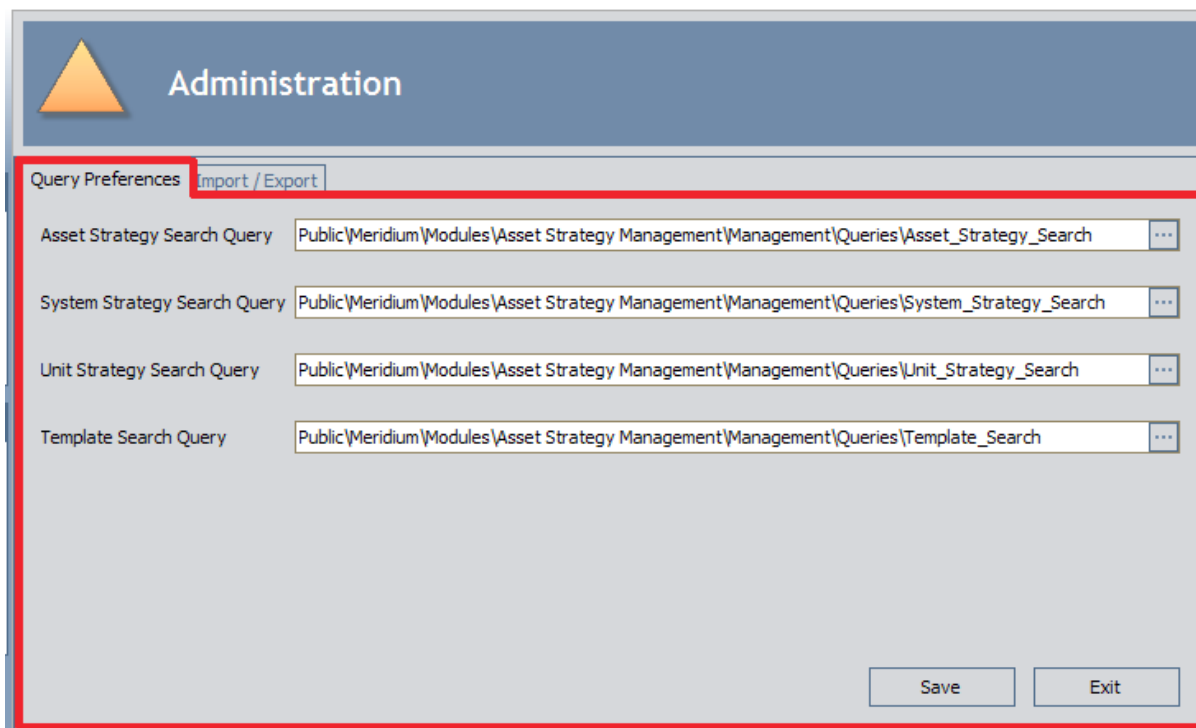 Administration
Query Preferences Import / Export
Asset Strategy Search Query Public\Meridium\Modules\Asset Strategy Management\Management\Queries\Asset_Strategy_Search ...
System Strategy Search Query Public\Meridium\Modules\Asset Strategy Management\Management\Queries\System_Strategy_Search ...
Unit Strategy Search Query Public\Meridium\Modules\Asset Strategy Management\Management\Queries\Unit_Strategy_Search ...
Template Search Query Public\Meridium\Modules\Asset Strategy Management\Management\Queries\Template_Search ...
Save Exit